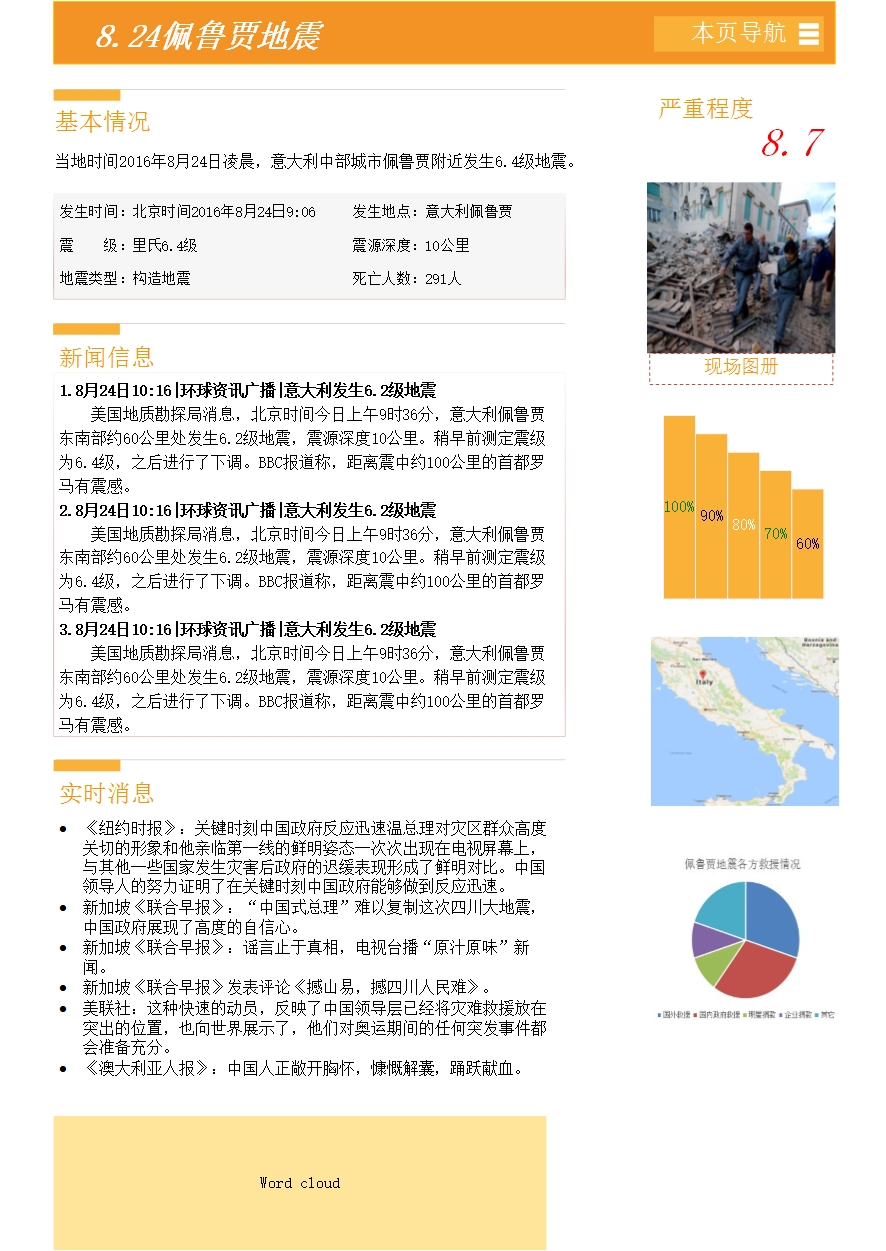 8.24佩鲁贾地震
本页导航
基本情况
当地时间2016年8月24日凌晨，意大利中部城市佩鲁贾附近发生6.4级地震。
发生时间：北京时间2016年8月24日9:06 发生地点：意大利佩鲁贾
震　　级：里氏6.4级 震源深度：10公里
地震类型：构造地震 死亡人数：291人
新闻信息
1.8月24日10:16|环球资讯广播|意大利发生6.2级地震
美国地质勘探局消息，北京时间今日上午9时36分，意大利佩鲁贾
东南部约60公里处发生6.2级地震，震源深度10公里。稍早前测定震级
为6.4级，之后进行了下调。BBC报道称，距离震中约100公里的首都罗
马有震感。
2.8月24日10:16|环球资讯广播|意大利发生6.2级地震
美国地质勘探局消息，北京时间今日上午9时36分，意大利佩鲁贾
东南部约60公里处发生6.2级地震，震源深度10公里。稍早前测定震级
为6.4级，之后进行了下调。BBC报道称，距离震中约100公里的首都罗
马有震感。
3.8月24日10:16|环球资讯广播|意大利发生6.2级地震
美国地质勘探局消息，北京时间今日上午9时36分，意大利佩鲁贾
东南部约60公里处发生6.2级地震，震源深度10公里。稍早前测定震级
为6.4级，之后进行了下调。BBC报道称，距离震中约100公里的首都罗
马有震感。
实时消息
《纽约时报》：关键时刻中国政府反应迅速温总理对灾区群众高度
关切的形象和他亲临第一线的鲜明姿态一次次出现在电视屏幕上，
与其他一些国家发生灾害后政府的迟缓表现形成了鲜明对比。中国
领导人的努力证明了在关键时刻中国政府能够做到反应迅速。
新加坡《联合早报》：“中国式总理”难以复制这次四川大地震，
中国政府展现了高度的自信心。
新加坡《联合早报》：谣言止于真相，电视台播“原汁原味”新
闻。
新加坡《联合早报》发表评论《撼山易，撼四川人民难》。
美联社：这种快速的动员，反映了中国领导层已经将灾难救援放在
突出的位置，也向世界展示了，他们对奥运期间的任何突发事件都
会准备充分。
《澳大利亚人报》：中国人正敞开胸怀，慷慨解囊，踊跃献血。
Word cloud
严重程度
8.7
现场图册
100%
90%
80%
70%
60%
Italy
佩鲁贾地震各方救援情况
国外救援 国内政府救援 明星捐款 企业捐款 其它